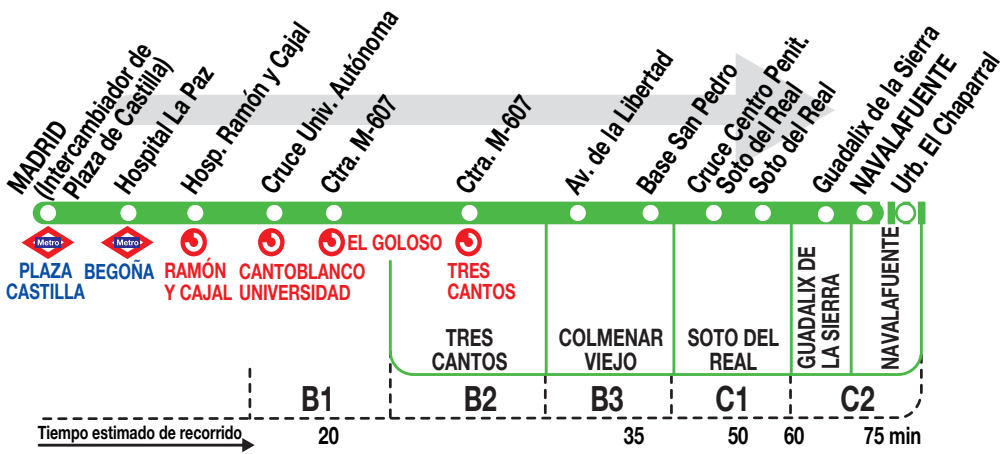 MADRID
(Intercambiador de
Plaza de Castilla)
Hospital La Paz
Hosp. Ramón y Cajal
Cruce Univ. Autónoma
Ctra. M-607
Ctra. M-607
Av. de la Libertad
Base San Pedro
Cruce Centro Penit.
Soto del Real
Soto del Real
Guadalix de la Sierra
NAVALAFUENTE
Urb. El Chaparral
Metro
Metro
EL GOLOSO
PLAZA
CASTILLA
BEGOÑA
RAMÓN
Y CAJAL
CANTOBLANCO
UNIVERSIDAD
TRES
CANTOS
TRES
CANTOS
COLMENAR
VIEJO
SOTO DEL
REAL
GUADALIX DE
LA SIERRA
NAVALAFUENTE
B1 B2 B3 C1 C2
Tiempo estimado de recorrido 20 35 50 60 75 min